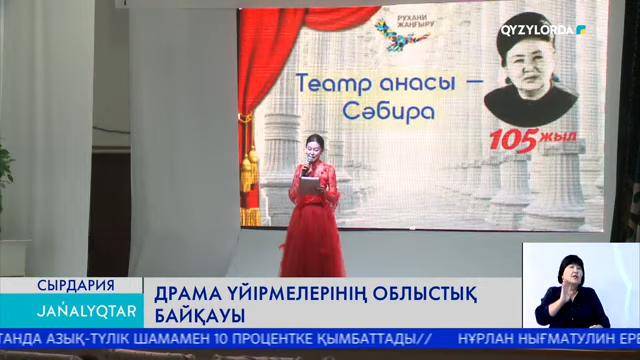 РУХАНИ
ЖАҢҒЫРУ
QYZYLORDA
Театр анасы –
Сәбира
105 жыл
СЫРДАРИЯ
JAŃALYQTAR
ДРАМА ҮЙІРМЕЛЕРІНІҢ ОБЛЫСТЫҚ
БАЙҚАУЫ
ТАНДА АЗЫҚ-ТҮЛІК ШАМАМЕН 10 ПРОЦЕНТКЕ ҚЫМБАТТАДЫ// НҰРЛАН НЫҒМАТУЛИН ЕРЕ